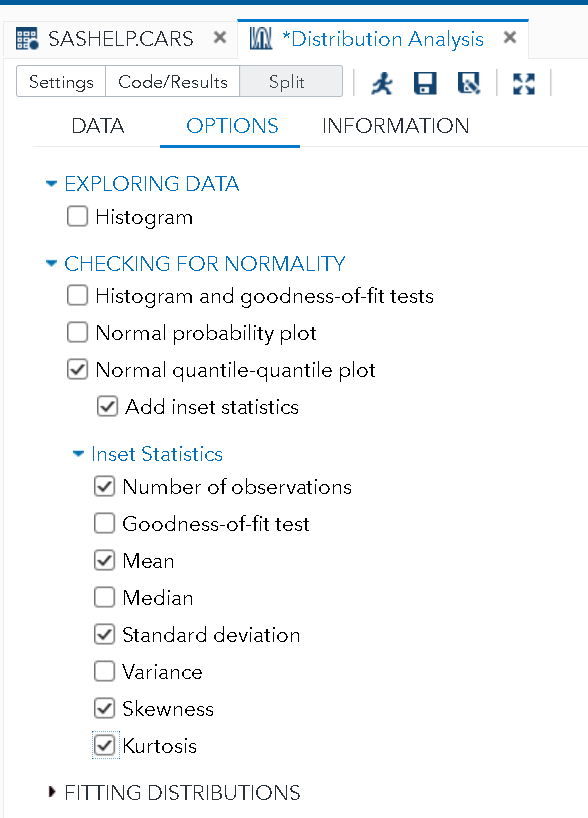 SASHELP.CARS *Distribution Analysis
Settings Code/Results Split
DATA OPTIONS INFORMATION
EXPLORING DATA
Histogram
CHECKING FOR NORMALITY
Histogram and goodness-of-fit tests
Normal probability plot
Normal quantile-quantile plot
Add inset statistics
Inset Statistics
Number of observations
Goodness-of-fit test
Mean
Median
Standard deviation
Variance
Skewness
Kurtosis
FITTING DISTRIBUTIONS